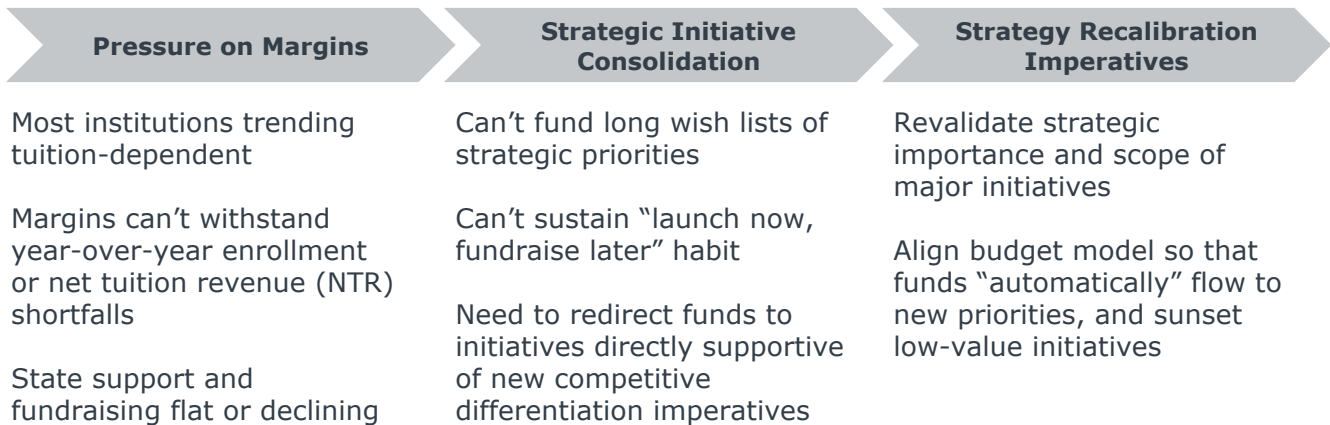 Pressure on Margins
Most institutions trending
tuition-dependent
Margins can’t withstand
year-over-year enrollment
or net tuition revenue (NTR)
shortfalls
State support and
fundraising flat or declining
Strategic Initiative
Consolidation
Can’t fund long wish lists of
strategic priorities
Can’t sustain “launch now,
fundraise later” habit
Need to redirect funds to
initiatives directly supportive
of new competitive
differentiation imperatives
Strategy Recalibration
Imperatives
Revalidate strategic
importance and scope of
major initiatives
Align budget model so that
funds “automatically” flow to
new priorities, and sunset
low-value initiatives